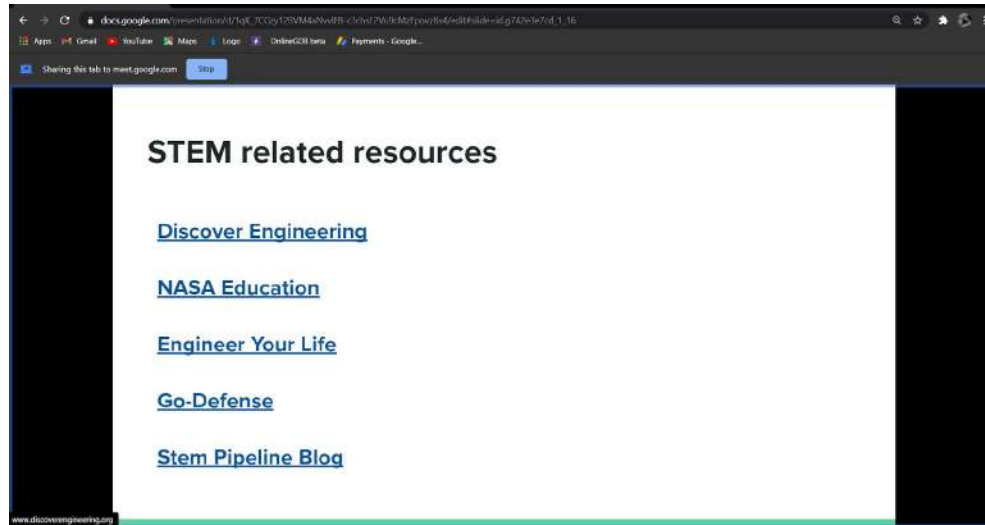 docs.google.com/presentation/d/
Apps Gmail YouTube Maps Logo OnlineGDB beta Payments - Google...
Sharing this tab to meet.google.com Stop
STEM related resources
Discover Engineering
NASA Education
Engineer Your Life
Go-Defense
Stem Pipeline Blog
www.discoverengineering.org